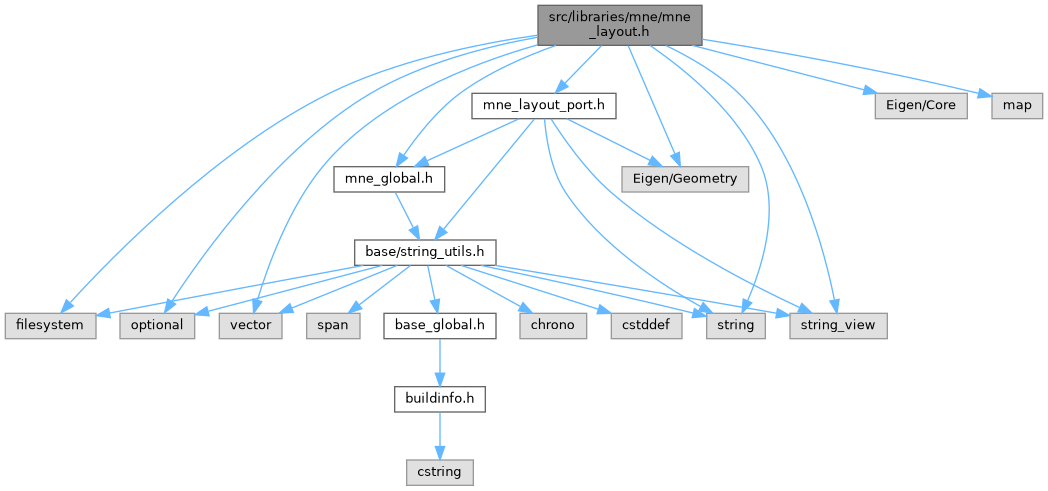 src/libraries/mne/mne
_layout.h
Eigen/Core
map
mne_layout_port.h
mne_global.h
Eigen/Geometry
base/string_utils.h
filesystem
optional
vector
span
base_global.h
chrono
cstddef
string
string_view
buildinfo.h
cstring